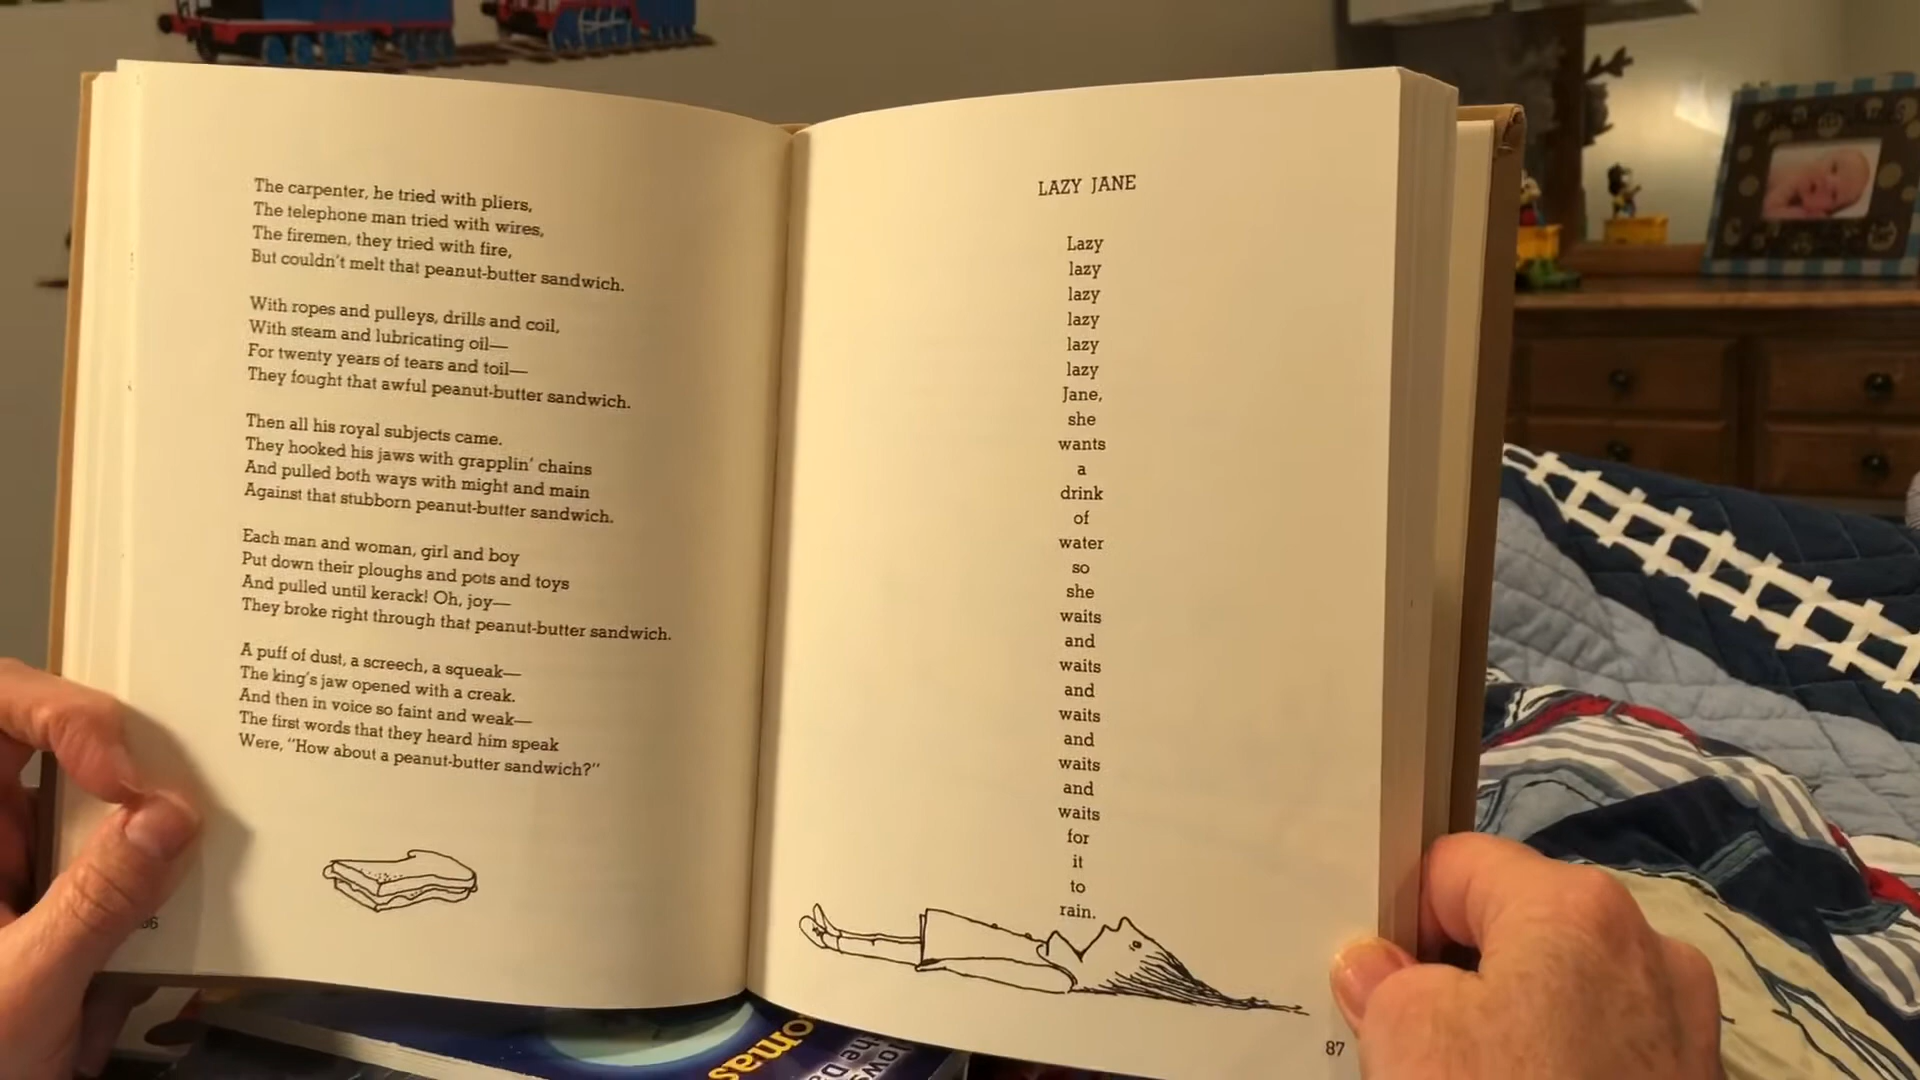 The carpenter, he tried with pliers,
The telephone man tried with wires,
The firemen, they tried with fire,
But couldn't melt that peanut-butter sandwich.
With ropes and pulleys, drills and coil,
With steam and lubricating oil—
For twenty years of tears and toil—
They fought that awful peanut-butter sandwich.
Then all his royal subjects came.
They hooked his jaws with grapplin' chains
And pulled both ways with might and main
Against that stubborn peanut-butter sandwich.
Each man and woman, girl and boy
Put down their ploughs and pots and toys
And pulled until kerack! Oh, joy—
They broke right through that peanut-butter sandwich.
A puff of dust, a screech, a squeak—
The king's jaw opened with a creak.
And then in voice so faint and weak—
The first words that they heard him speak
Were, "How about a peanut-butter sandwich?"
LAZY JANE
Lazy
lazy
lazy
lazy
lazy
lazy
Jane,
she
wants
a
drink
of
water
so
she
waits
and
waits
and
waits
and
waits
and
waits
for
it
to
rain.
87